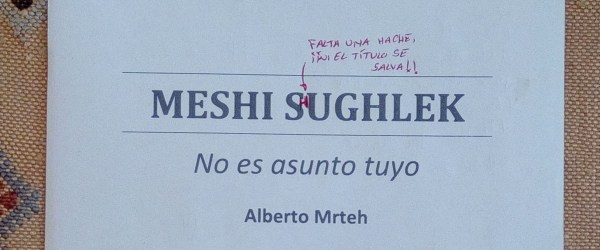 FALTA UNA HACHE,
¡¡NI EL TÍTULO SE
SALVA!!
H
MESHI SUGHLEK
No es asunto tuyo
Alberto Mrteh